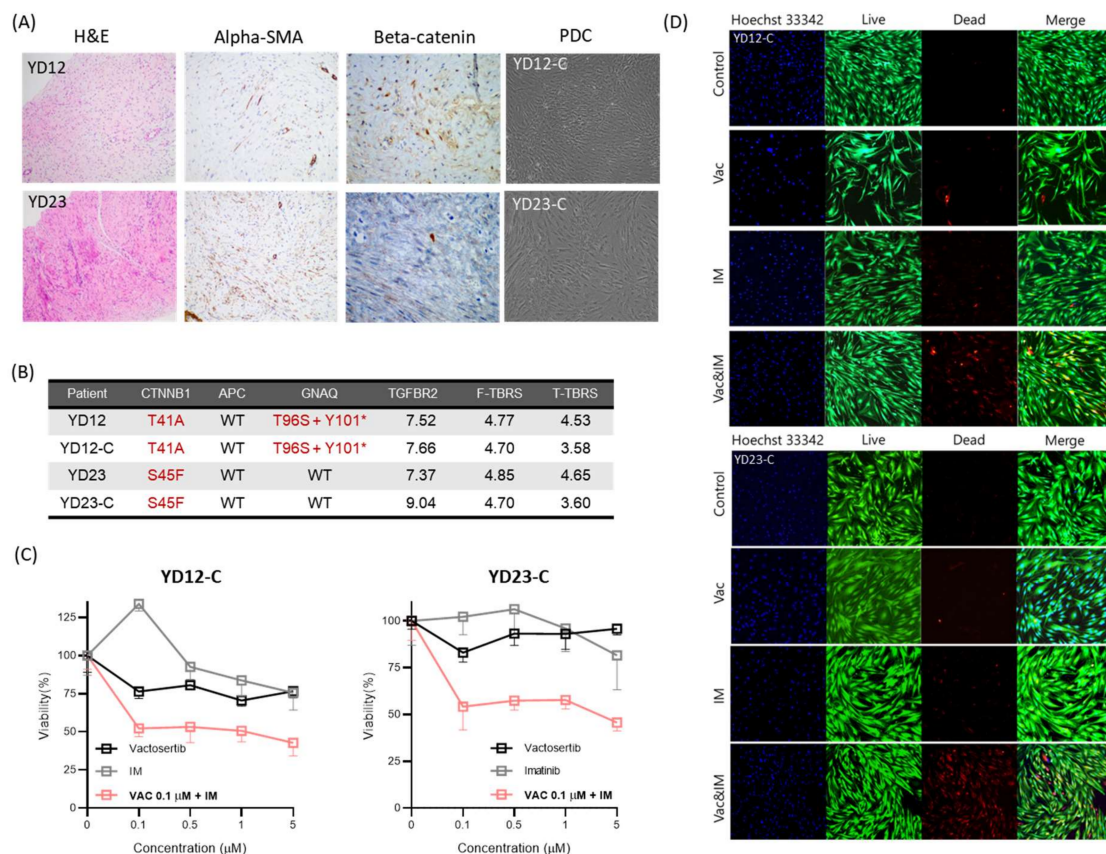 (A)
H&E Alpha-SMA Beta-catenin PDC
YD12 YD12-C
YD23 YD23-C
(B)
Patient CTNNB1 APC GNAQ TGFBR2 F-TBRS T-TBRS
YD12 T41A WT T96S + Y101* 7.52 4.77 4.53
YD12-C T41A WT T96S + Y101* 7.66 4.70 3.58
YD23 S45F WT WT 7.37 4.85 4.65
YD23-C S45F WT WT 9.04 4.70 3.60
(C)
YD12-C
Viability(%)
125
100
75
50
25
0
Vactosertib
IM
VAC 0.1 μM + IM
0 0.1 0.5 1 5
Concentration (μM)
YD23-C
Viability(%)
100
75
50
25
0
Vactosertib
Imatinib
VAC 0.1 μM + IM
0 0.1 0.5 1 5
Concentration (μM)
(D)
Hoechst 33342 Live Dead Merge
YD12-C
Control
Vac
IM
Vac&IM
Hoechst 33342 Live Dead Merge
YD23-C
Control
Vac
IM
Vac&IM